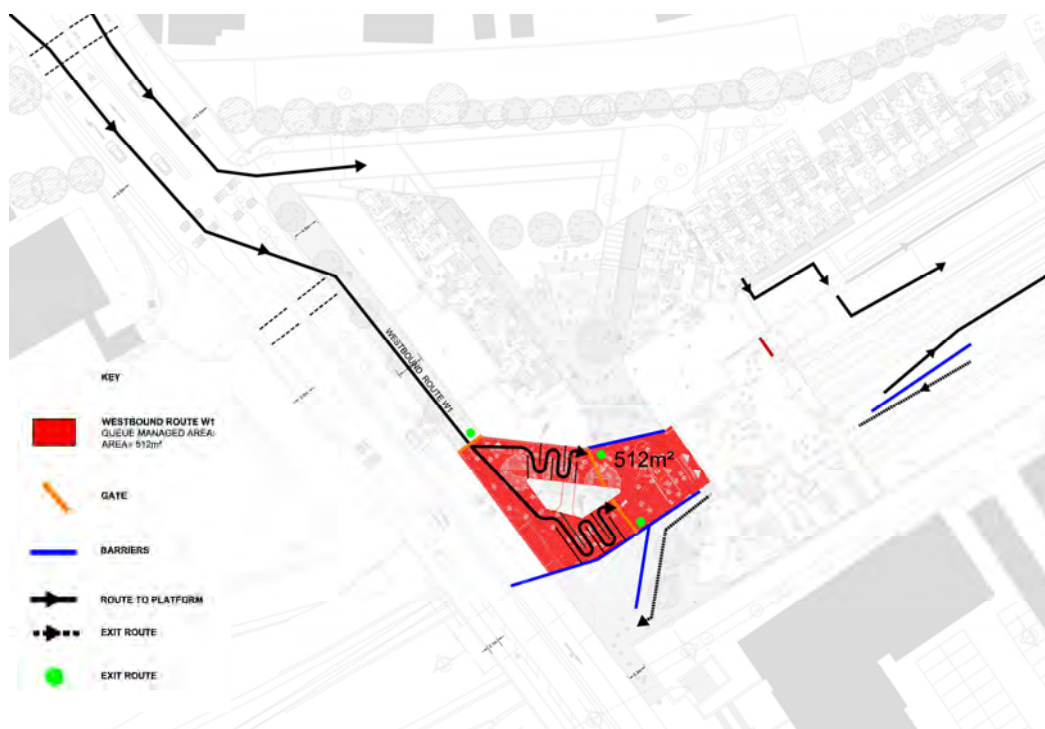 WESTBOUND ROUTE W1
512m²
KEY
WESTBOUND ROUTE W1
QUEUE MANAGED AREA:
AREA= 512m²
GATE
BARRIERS
ROUTE TO PLATFORM
EXIT ROUTE
EXIT ROUTE